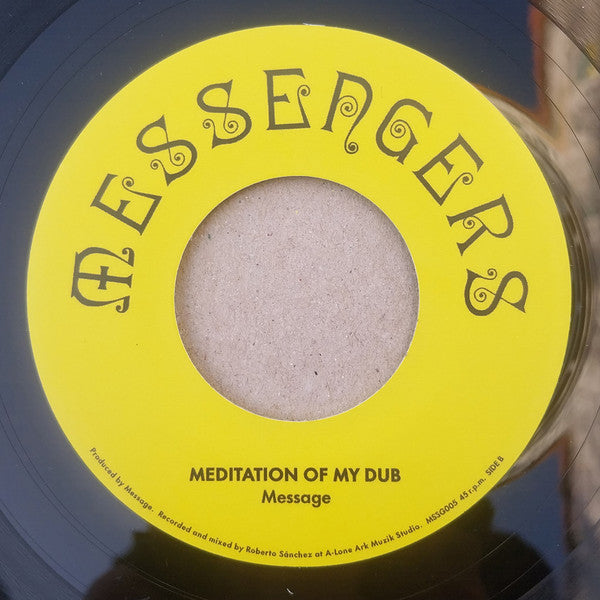 MESSENGERS
MEDITATION OF MY DUB
Message
Produced by Message. Recorded and mixed by Roberto Sánchez at A-Lone Ark Muzik Studio. MSSG005 45 r.p.m. SIDE B